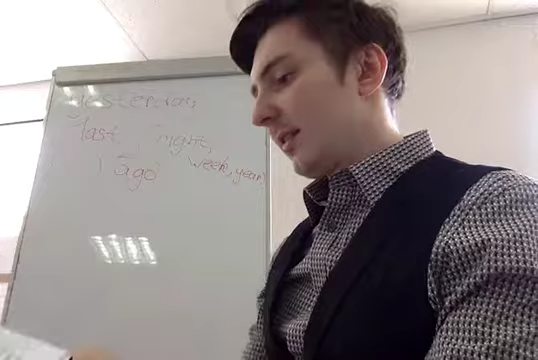 Yesterday
last night,
week, year
ago